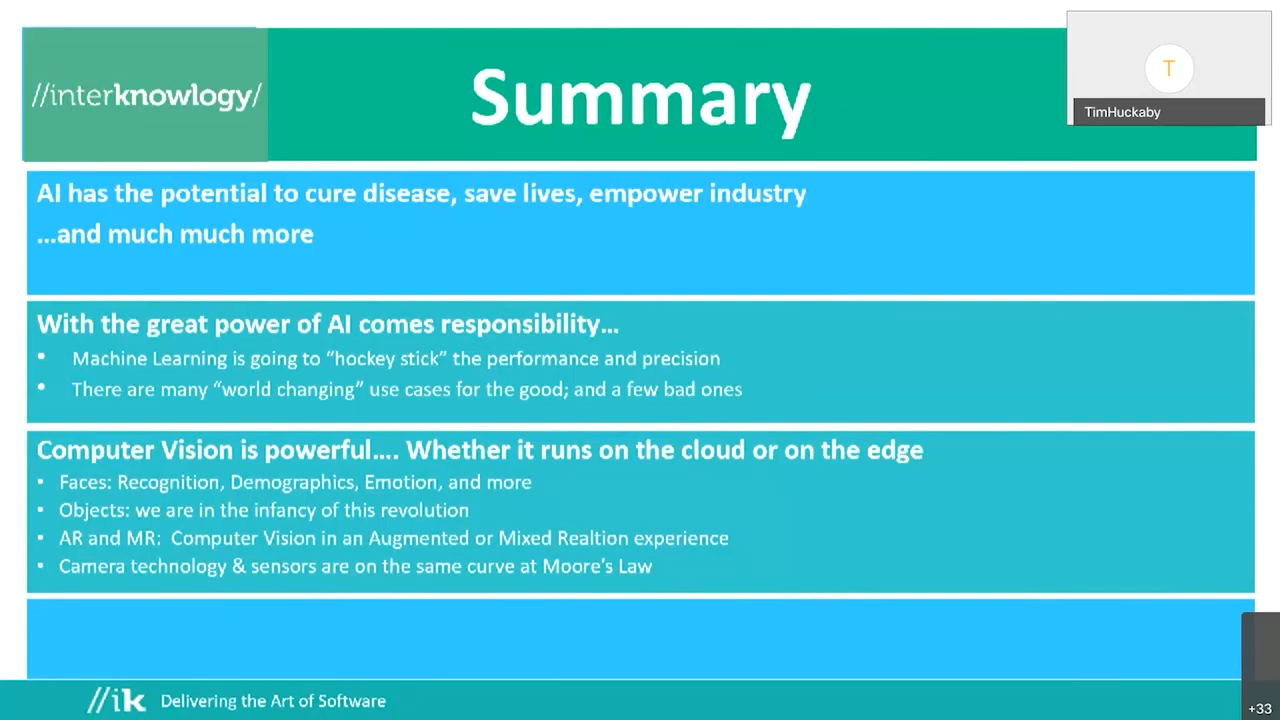 //interknowlogy/
Summary
T
TimHuckaby
AI has the potential to cure disease, save lives, empower industry
...and much much more
With the great power of AI comes responsibility...
• Machine Learning is going to “hockey stick” the performance and precision
• There are many “world changing” use cases for the good; and a few bad ones
Computer Vision is powerful.... Whether it runs on the cloud or on the edge
• Faces: Recognition, Demographics, Emotion, and more
• Objects: we are in the infancy of this revolution
• AR and MR: Computer Vision in an Augmented or Mixed Realtion experience
• Camera technology & sensors are on the same curve at Moore’s Law
//ik Delivering the Art of Software
+33